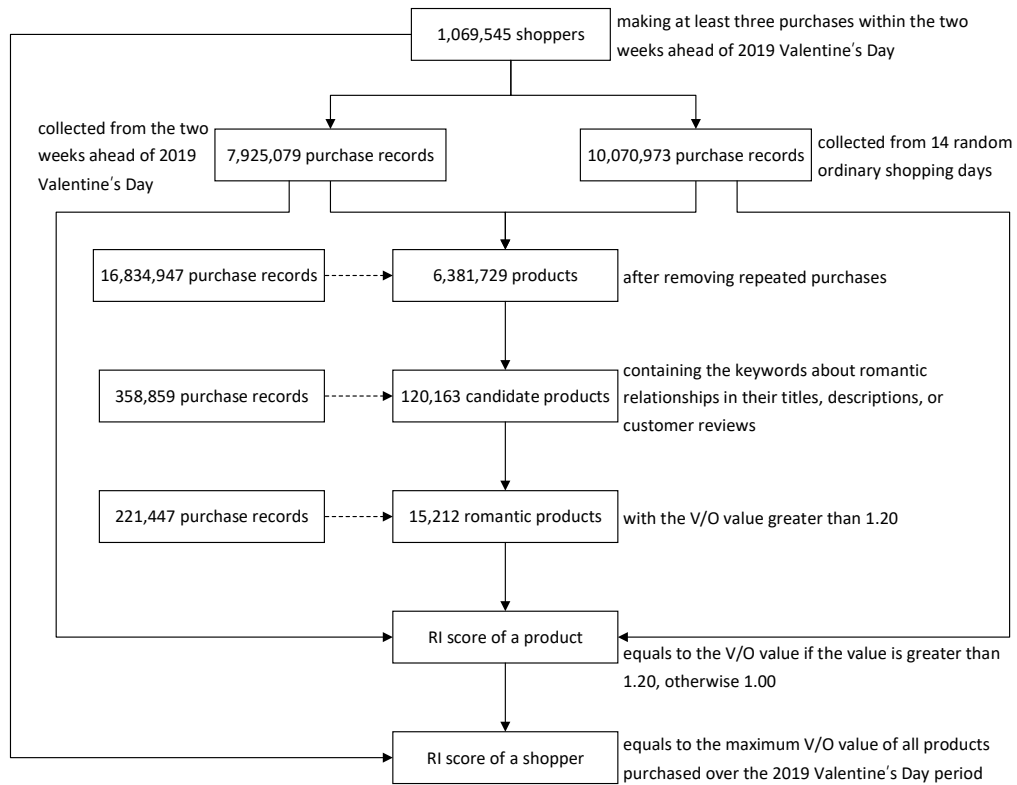 1,069,545 shoppers
making at least three purchases within the two
weeks ahead of 2019 Valentine′s Day
collected from the two
weeks ahead of 2019
Valentine′s Day
7,925,079 purchase records
10,070,973 purchase records
collected from 14 random
ordinary shopping days
16,834,947 purchase records
6,381,729 products
after removing repeated purchases
358,859 purchase records
120,163 candidate products
containing the keywords about romantic
relationships in their titles, descriptions, or
customer reviews
221,447 purchase records
15,212 romantic products
with the V/O value greater than 1.20
RI score of a product
equals to the V/O value if the value is greater than
1.20, otherwise 1.00
RI score of a shopper
equals to the maximum V/O value of all products
purchased over the 2019 Valentine′s Day period